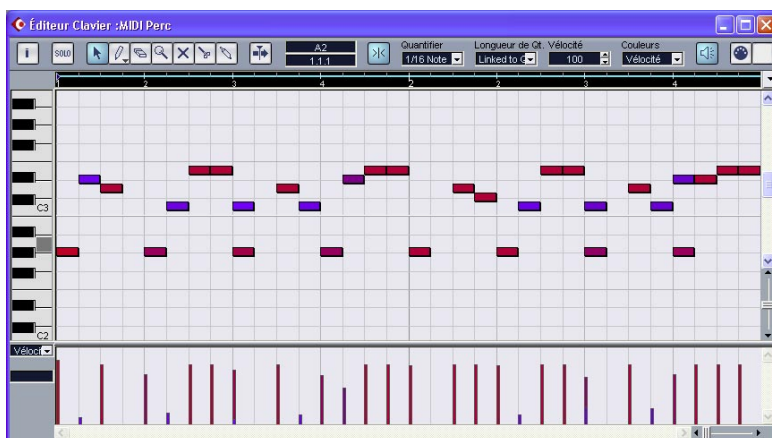 Éditeur Clavier :MIDI Perc
i SOLO A2 1.1.1
Quantifier Longueur de Qt. Vélocité Couleurs
1/16 Note Linked to 100 Vélocité
1 2 3 4 2 2 3 4
C3
C2
Véloci